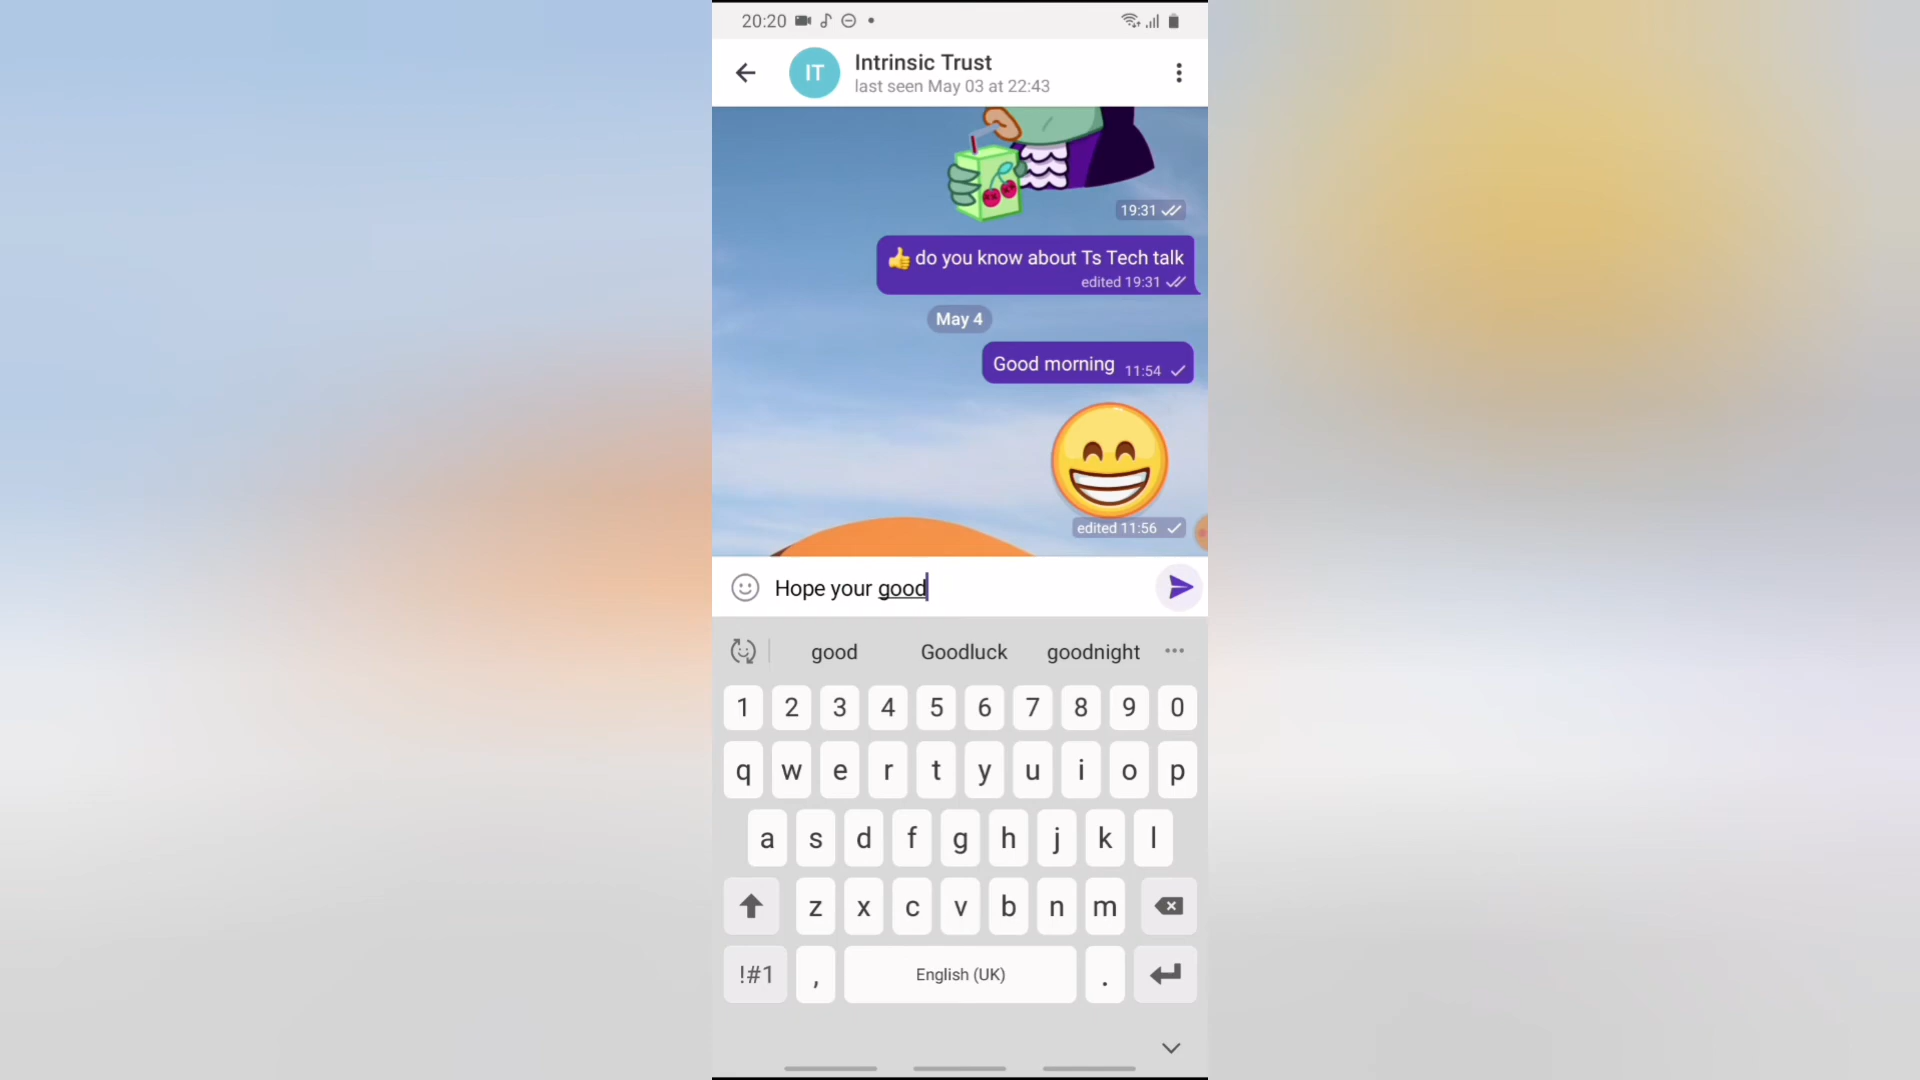 20:20
IT
Intrinsic Trust
last seen May 03 at 22:43
19:31
👍 do you know about Ts Tech talk
edited 19:31
May 4
Good morning 11:54
edited 11:56
Hope your good
good Goodluck goodnight
1 2 3 4 5 6 7 8 9 0
q w e r t y u i o p
a s d f g h j k l
z x c v b n m
!#1 , English (UK) .